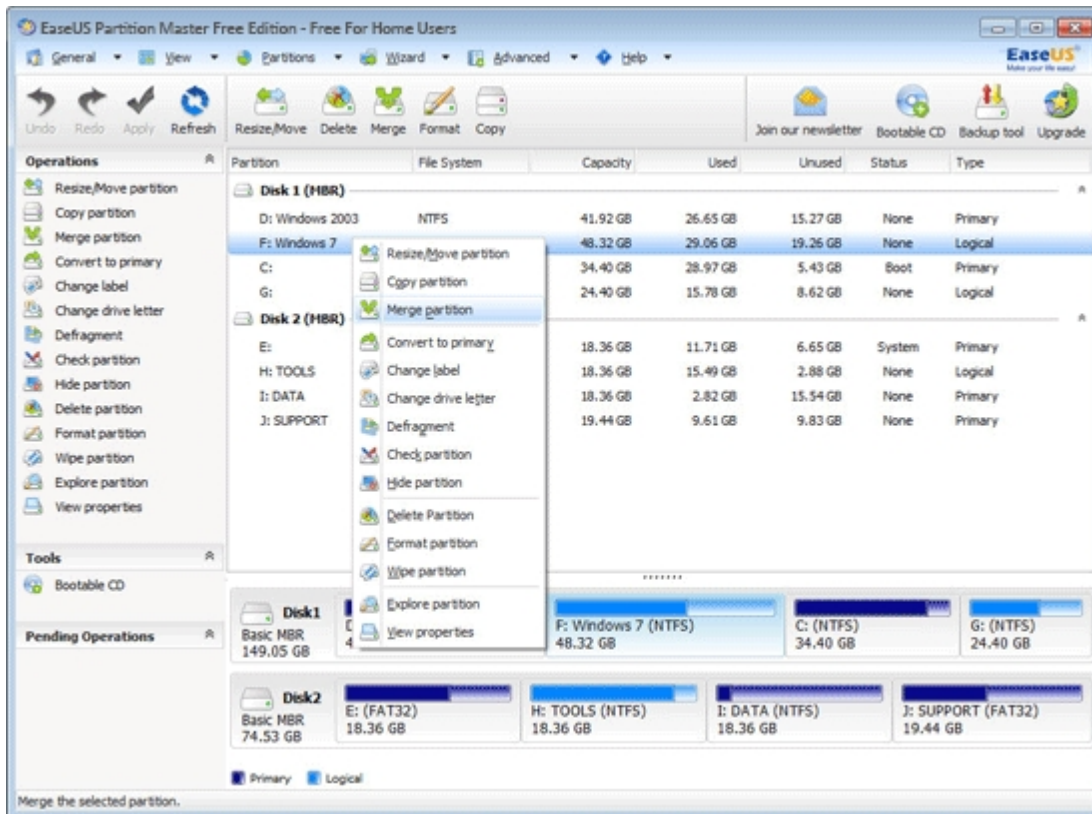 EaseUS Partition Master Free Edition - Free For Home Users
General View Partitions Wizard Advanced Help
EaseUS
Make your life easy!
Undo Redo Apply Refresh Resize/Move Delete Merge Format Copy Join our newsletter Bootable CD Backup tool Upgrade
Operations
Resize/Move partition
Copy partition
Merge partition
Convert to primary
Change label
Change drive letter
Defragment
Check partition
Hide partition
Delete partition
Format partition
Wipe partition
Explore partition
View properties
Tools
Bootable CD
Pending Operations
Partition File System Capacity Used Unused Status Type
Disk 1 (MBR)
D: Windows 2003 NTFS 41.92 GB 26.65 GB 15.27 GB None Primary
F: Windows 7 48.32 GB 29.06 GB 19.26 GB None Logical
C: 34.40 GB 28.97 GB 5.43 GB Boot Primary
G: 24.40 GB 15.78 GB 8.62 GB None Logical
Disk 2 (MBR)
E: 18.36 GB 11.71 GB 6.65 GB System Primary
H: TOOLS 18.36 GB 15.49 GB 2.88 GB None Logical
I: DATA 18.36 GB 2.82 GB 15.54 GB None Primary
J: SUPPORT 19.44 GB 9.61 GB 9.83 GB None Primary
Resize/Move partition
Copy partition
Merge partition
Convert to primary
Change label
Change drive letter
Defragment
Check partition
Hide partition
Delete Partition
Format partition
Wipe partition
Explore partition
View properties
Disk1
Basic MBR
149.05 GB
F: Windows 7 (NTFS)
48.32 GB
C: (NTFS)
34.40 GB
G: (NTFS)
24.40 GB
Disk2
Basic MBR
74.53 GB
E: (FAT32)
18.36 GB
H: TOOLS (NTFS)
18.36 GB
I: DATA (NTFS)
18.36 GB
J: SUPPORT (FAT32)
19.44 GB
Primary Logical
Merge the selected partition.